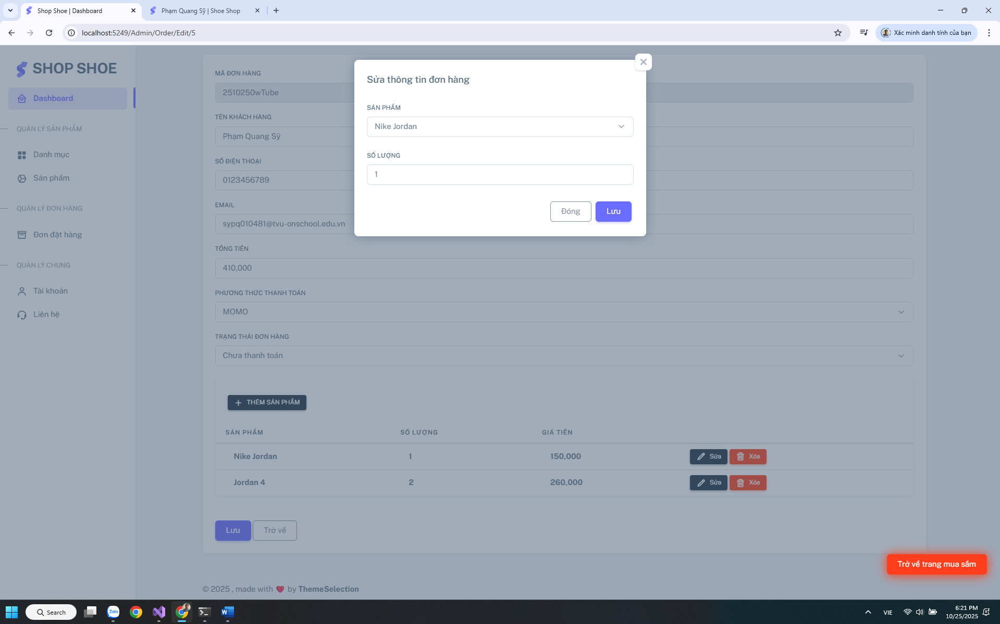 Shop Shoe | Dashboard
Phạm Quang Sỹ | Shoe Shop
localhost:5249/Admin/Order/Edit/5
Xác minh danh tính của bạn
SHOP SHOE
Dashboard
QUẢN LÝ SẢN PHẨM
Danh mục
Sản phẩm
QUẢN LÝ ĐƠN HÀNG
Đơn đặt hàng
QUẢN LÝ CHUNG
Tài khoản
Liên hệ
MÃ ĐƠN HÀNG
2510250wTube
TÊN KHÁCH HÀNG
Phạm Quang Sỹ
SỐ ĐIỆN THOẠI
0123456789
EMAIL
sypq010481@tvu-onschool.edu.vn
TỔNG TIỀN
410,000
PHƯƠNG THỨC THANH TOÁN
MOMO
TRẠNG THÁI ĐƠN HÀNG
Chưa thanh toán
Sửa thông tin đơn hàng
SẢN PHẨM
Nike Jordan
SỐ LƯỢNG
1
Đóng
Lưu
THÊM SẢN PHẨM
SẢN PHẨM SỐ LƯỢNG GIÁ TIỀN
Nike Jordan 1 150,000 Sửa Xóa
Jordan 4 2 260,000 Sửa Xóa
Lưu
Trở về
Trở về trang mua sắm
© 2025 , made with ❤️ by ThemeSelection
Search
Zalo
W
VIE
6:21 PM
10/25/2025